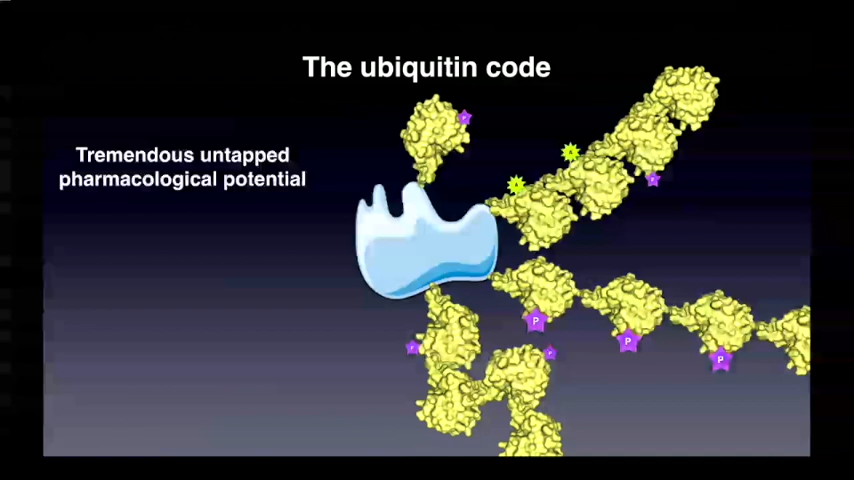 The ubiquitin code
Tremendous untapped
pharmacological potential
P
A
A
P
P
P
P
P
P